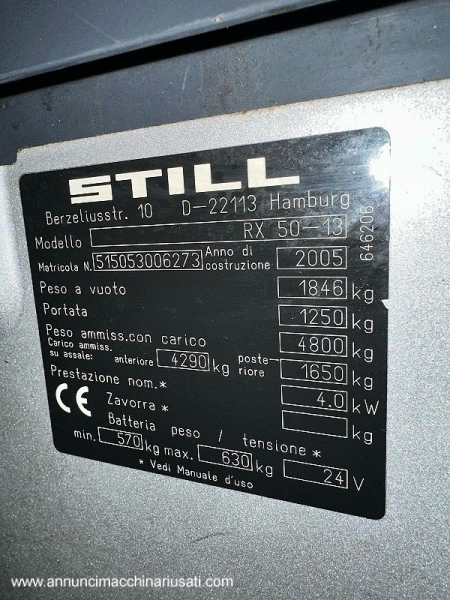 STILL
Berzeliusstr. 10 D-22113 Hamburg
Modello RX 50-13
Matricola N. 515053006273 Anno di costruzione 2005
Peso a vuoto 1846 kg
Portata 1250 kg
Peso ammiss.con carico 4800 kg
Carico ammiss. su assale: anteriore 4290 kg poste-riore 1650 kg
Prestazione nom.* 4.0 kW
CE Zavorra * kg
Batteria peso / tensione *
min. 570 kg max. 630 kg 24 V
* Vedi Manuale d'uso
646206
www.annuncimacchinariusati.com